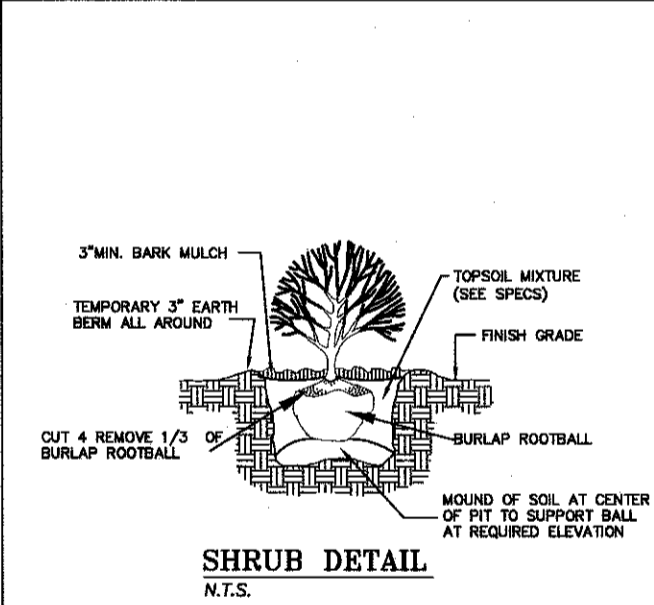 3"MIN. BARK MULCH
TEMPORARY 3" EARTH
BERM ALL AROUND
TOPSOIL MIXTURE
(SEE SPECS)
FINISH GRADE
CUT 4 REMOVE 1/3 OF
BURLAP ROOTBALL
BURLAP ROOTBALL
MOUND OF SOIL AT CENTER
OF PIT TO SUPPORT BALL
AT REQUIRED ELEVATION
SHRUB DETAIL
N.T.S.